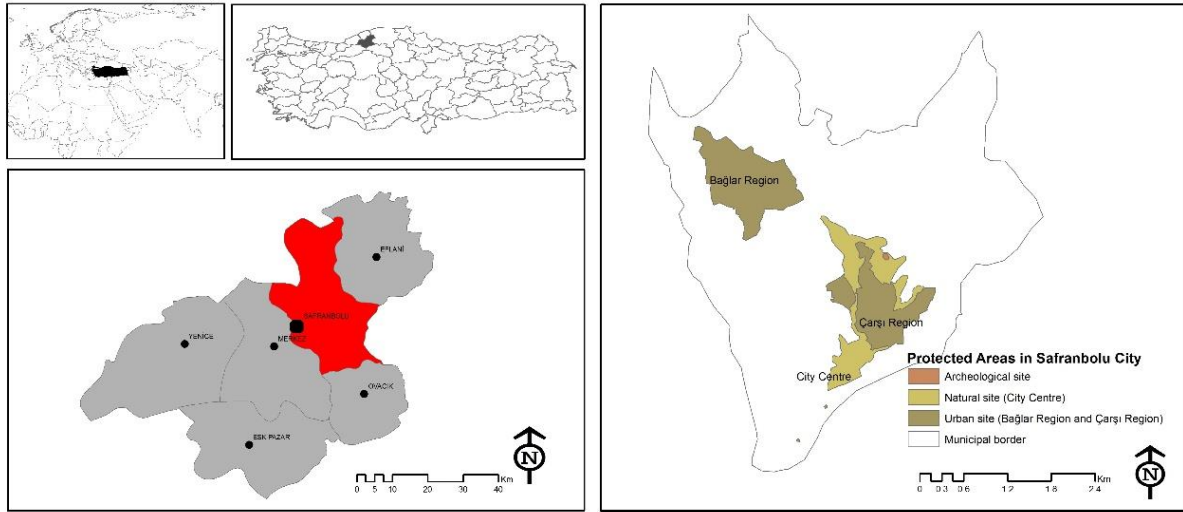 EFLANİ
SAFRANBOLU
YENİCE
MERKEZ
OVACIK
ESK PAZAR
N
Km
0 5 10 20 30 40
Bağlar Region
Çarşı Region
City Centre
Protected Areas in Safranbolu City
Archeological site
Natural site (City Centre)
Urban site (Bağlar Region and Çarşı Region)
Municipal border
N
Km
0 0.3 0.6 1.2 1.8 2.4